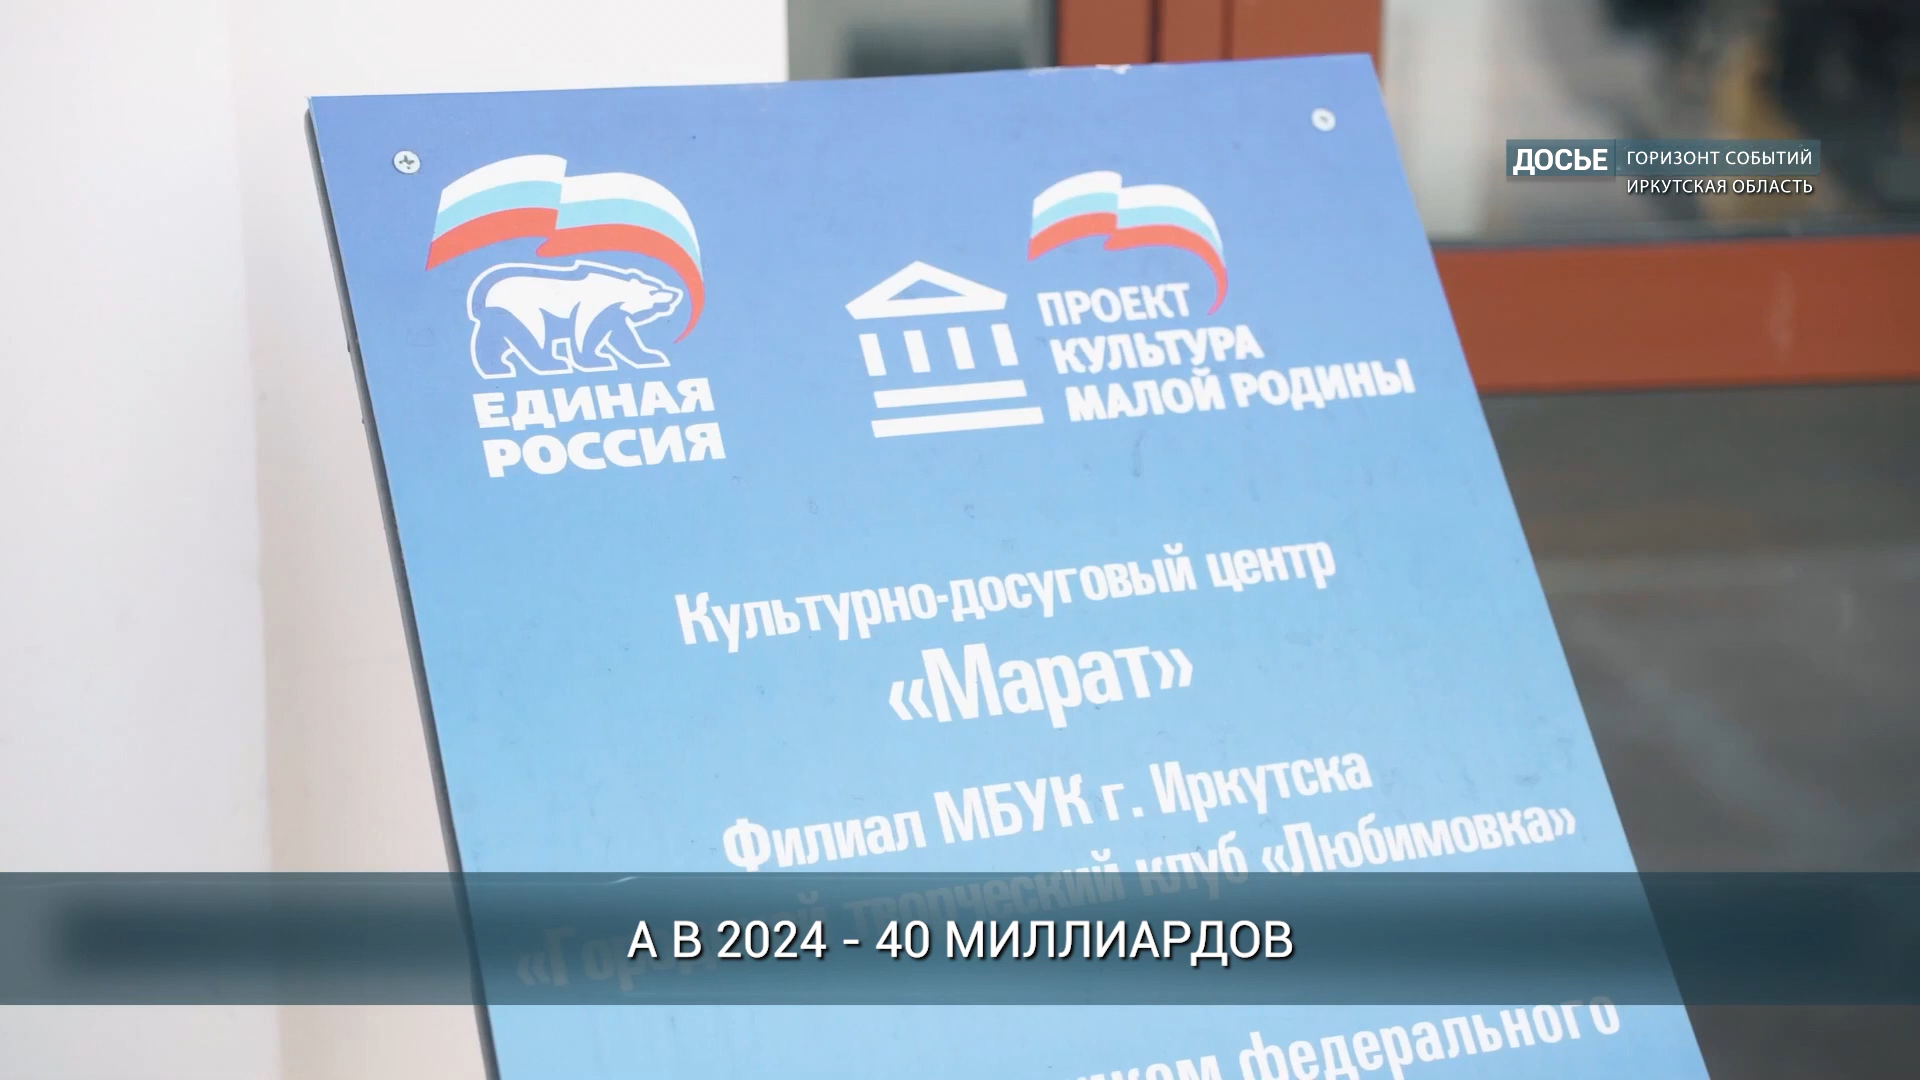 ДОСЬЕ ГОРИЗОНТ СОБЫТИЙ
ИРКУТСКАЯ ОБЛАСТЬ
ЕДИНАЯ
РОССИЯ
ПРОЕКТ
КУЛЬТУРА
МАЛОЙ РОДИНЫ
Культурно-досуговый центр
«Марат»
Филиал МБУК г. Иркутска
творческий клуб «Любимовка»
А В 2024 - 40 МИЛЛИАРДОВ
федерального